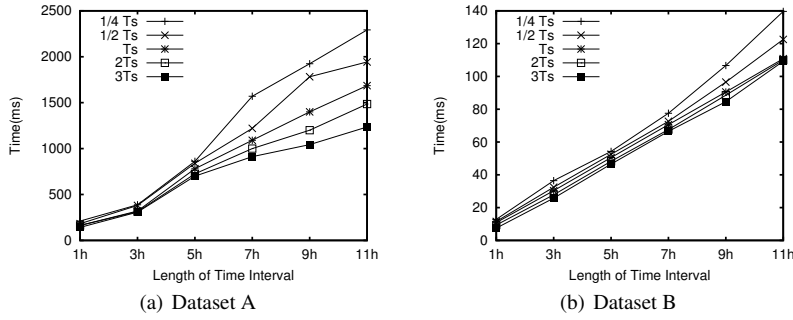 2500
2000
1500
1000
500
0
Time(ms)
1/4 Ts
1/2 Ts
Ts
2Ts
3Ts
1h 3h 5h 7h 9h 11h
Length of Time Interval
(a) Dataset A
140
120
100
80
60
40
20
0
Time(ms)
1/4 Ts
1/2 Ts
Ts
2Ts
3Ts
1h 3h 5h 7h 9h 11h
Length of Time Interval
(b) Dataset B